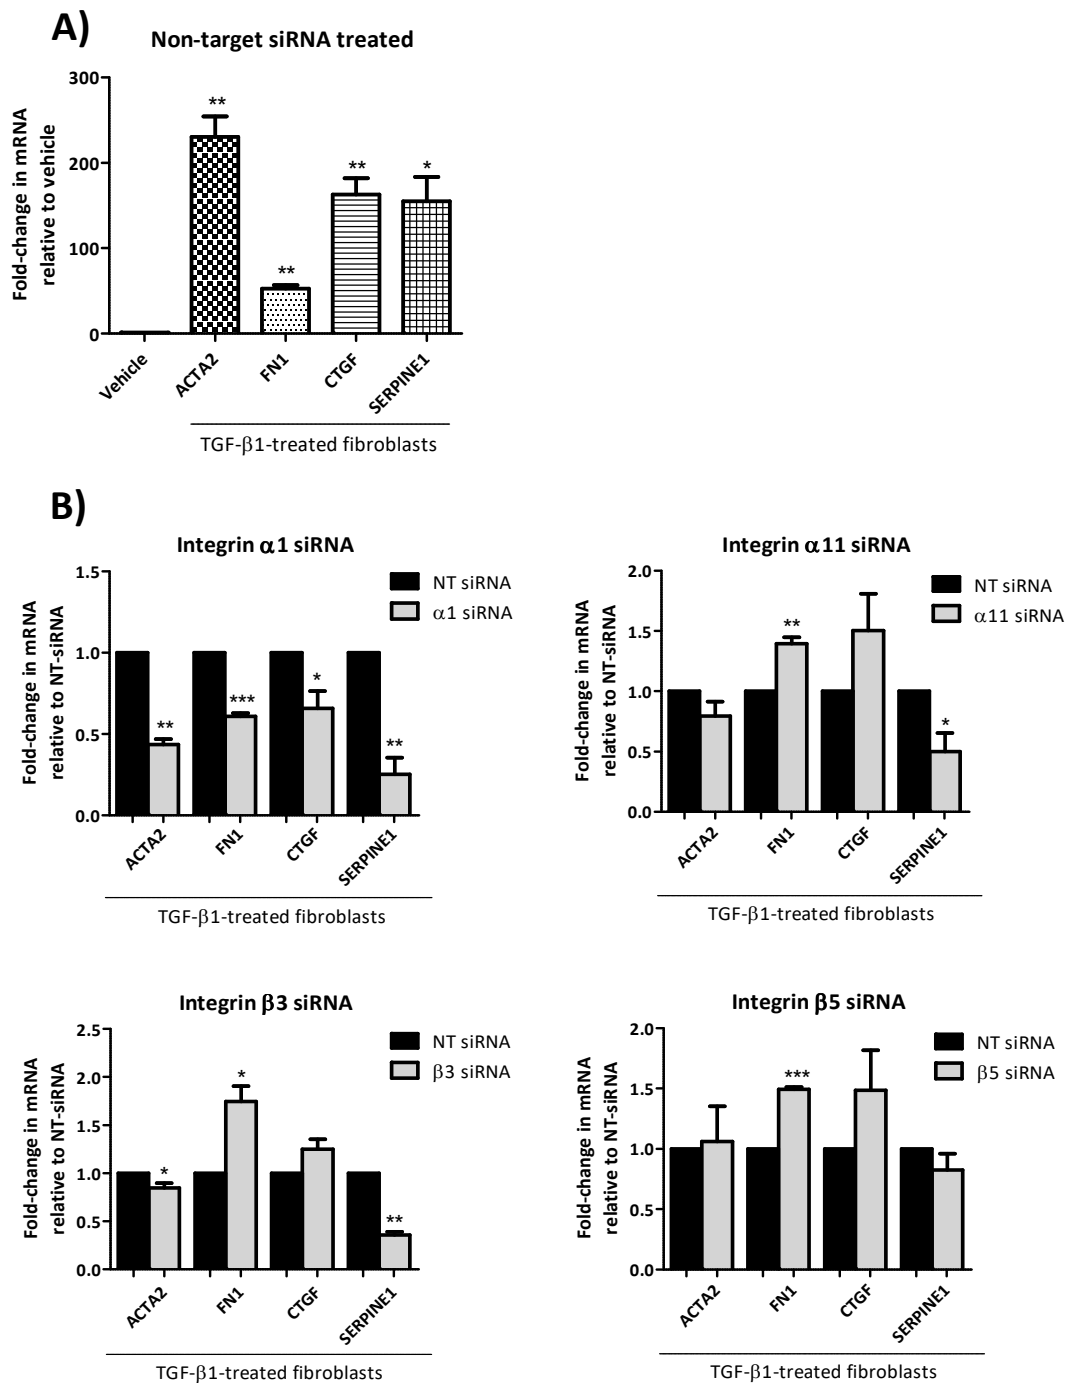 A)
Non-target siRNA treated
Fold-change in mRNA
relative to vehicle
300
200
100
0
**
**
**
*
Vehicle
ACTA2
FN1
CTGF
SERPINE1
TGF-β1-treated fibroblasts
B)
Integrin α1 siRNA
Fold-change in mRNA
relative to NT-siRNA
1.5
1.0
0.5
0.0
NT siRNA
α1 siRNA
**
***
*
**
ACTA2
FN1
CTGF
SERPINE1
TGF-β1-treated fibroblasts
Integrin α11 siRNA
Fold-change in mRNA
relative to NT-siRNA
2.0
1.5
1.0
0.5
0.0
NT siRNA
α11 siRNA
**
*
ACTA2
FN1
CTGF
SERPINE1
TGF-β1-treated fibroblasts
Integrin β3 siRNA
Fold-change in mRNA
relative to NT-siRNA
2.5
2.0
1.5
1.0
0.5
0.0
NT siRNA
β3 siRNA
*
*
**
ACTA2
FN1
CTGF
SERPINE1
TGF-β1-treated fibroblasts
Integrin β5 siRNA
Fold-change in mRNA
relative to NT-siRNA
2.0
1.5
1.0
0.5
0.0
NT siRNA
β5 siRNA
***
ACTA2
FN1
CTGF
SERPINE1
TGF-β1-treated fibroblasts